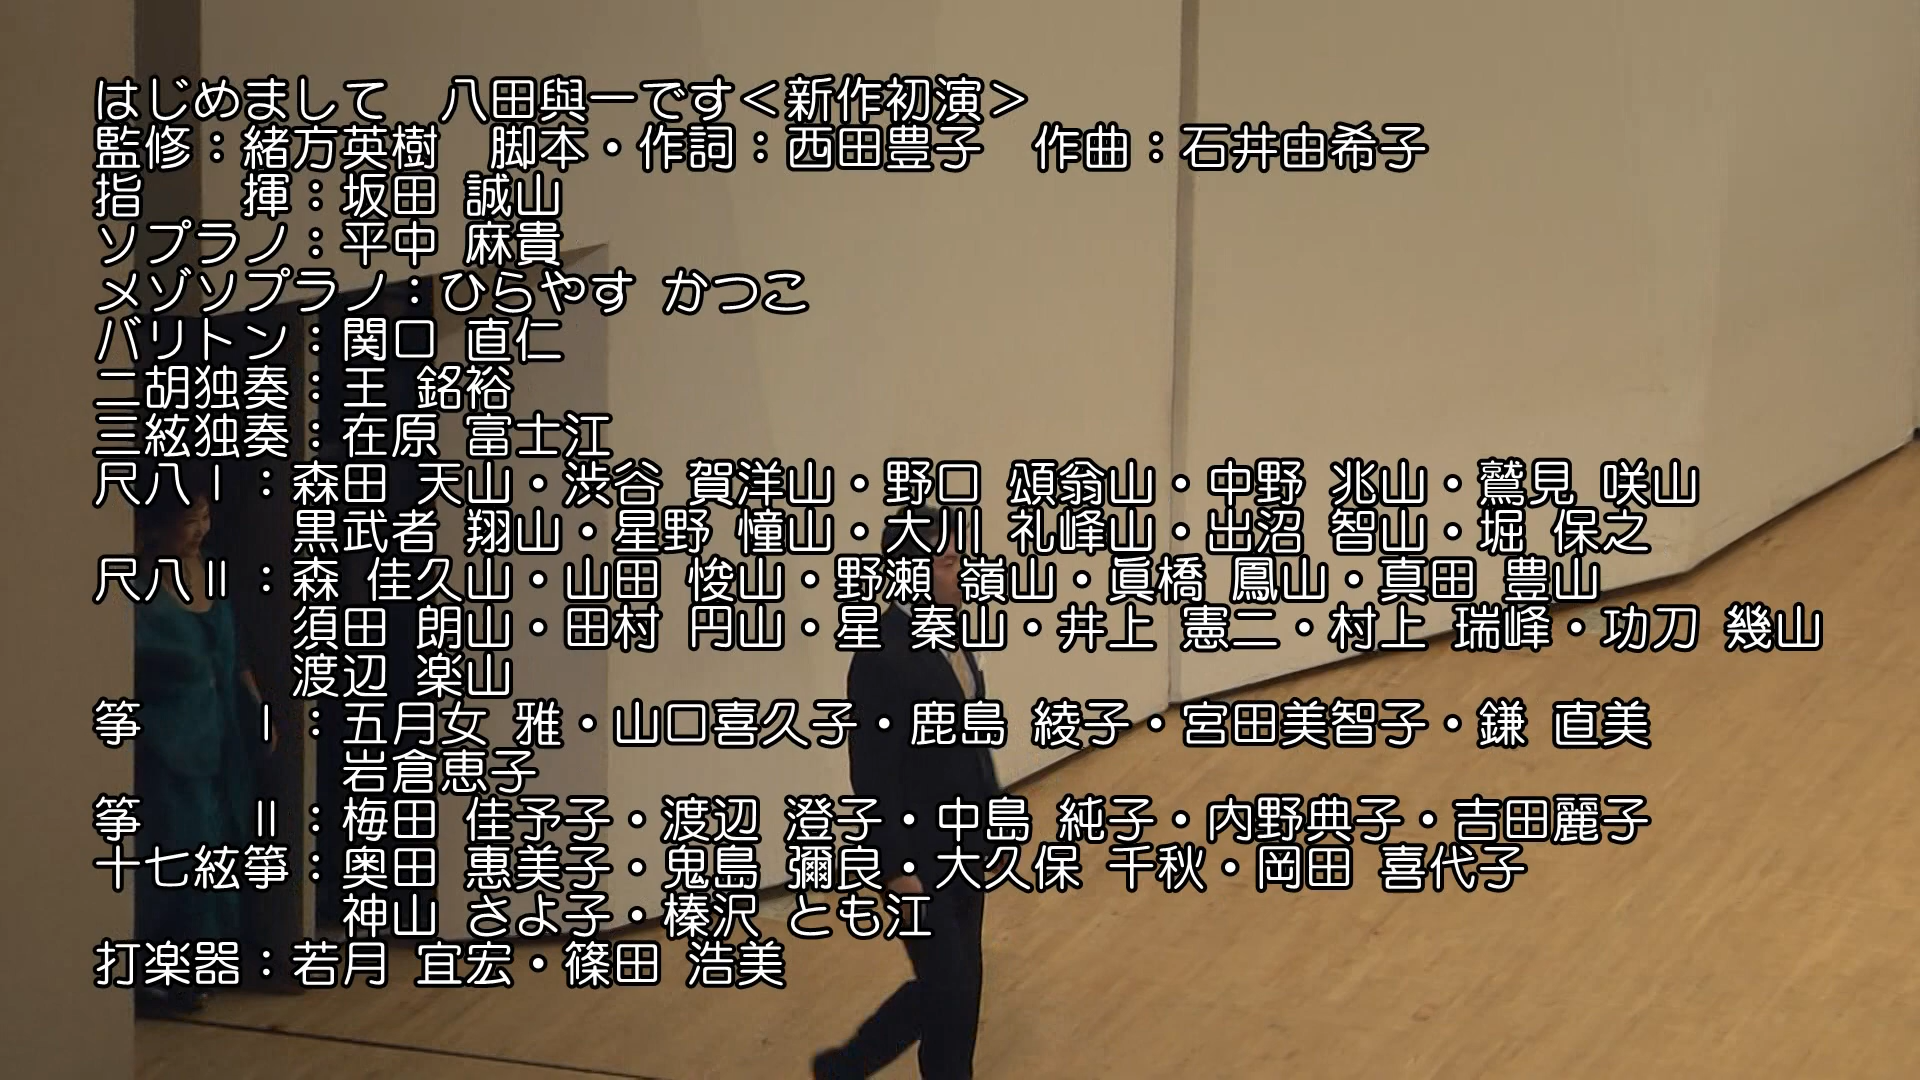 はじめまして　八田與一です＜新作初演＞
監修：緒方英樹　脚本・作詞：西田豊子　作曲：石井由希子
指　　揮：坂田 誠山
ソプラノ：平中 麻貴
メゾソプラノ：ひらやす かつこ
バリトン：関口 直仁
二胡独奏：王 銘裕
三絃独奏：在原 富士江
尺八Ⅰ：森田 天山・渋谷 賀洋山・野口 頌翁山・中野 兆山・鷲見 咲山
黒武者 翔山・星野 憧山・大川 礼峰山・出沼 智山・堀 保之
尺八Ⅱ：森 佳久山・山田 悛山・野瀬 嶺山・眞橋 鳳山・真田 豊山
須田 朗山・田村 円山・星 秦山・井上 憲二・村上 瑞峰・功刀 幾山
渡辺 楽山
箏　　Ⅰ：五月女 雅・山口喜久子・鹿島 綾子・宮田美智子・鎌 直美
岩倉恵子
箏　　Ⅱ：梅田 佳予子・渡辺 澄子・中島 純子・内野典子・吉田麗子
十七絃箏：奥田 惠美子・鬼島 彌良・大久保 千秋・岡田 喜代子
神山 さよ子・榛沢 とも江
打楽器：若月 宜宏・篠田 浩美